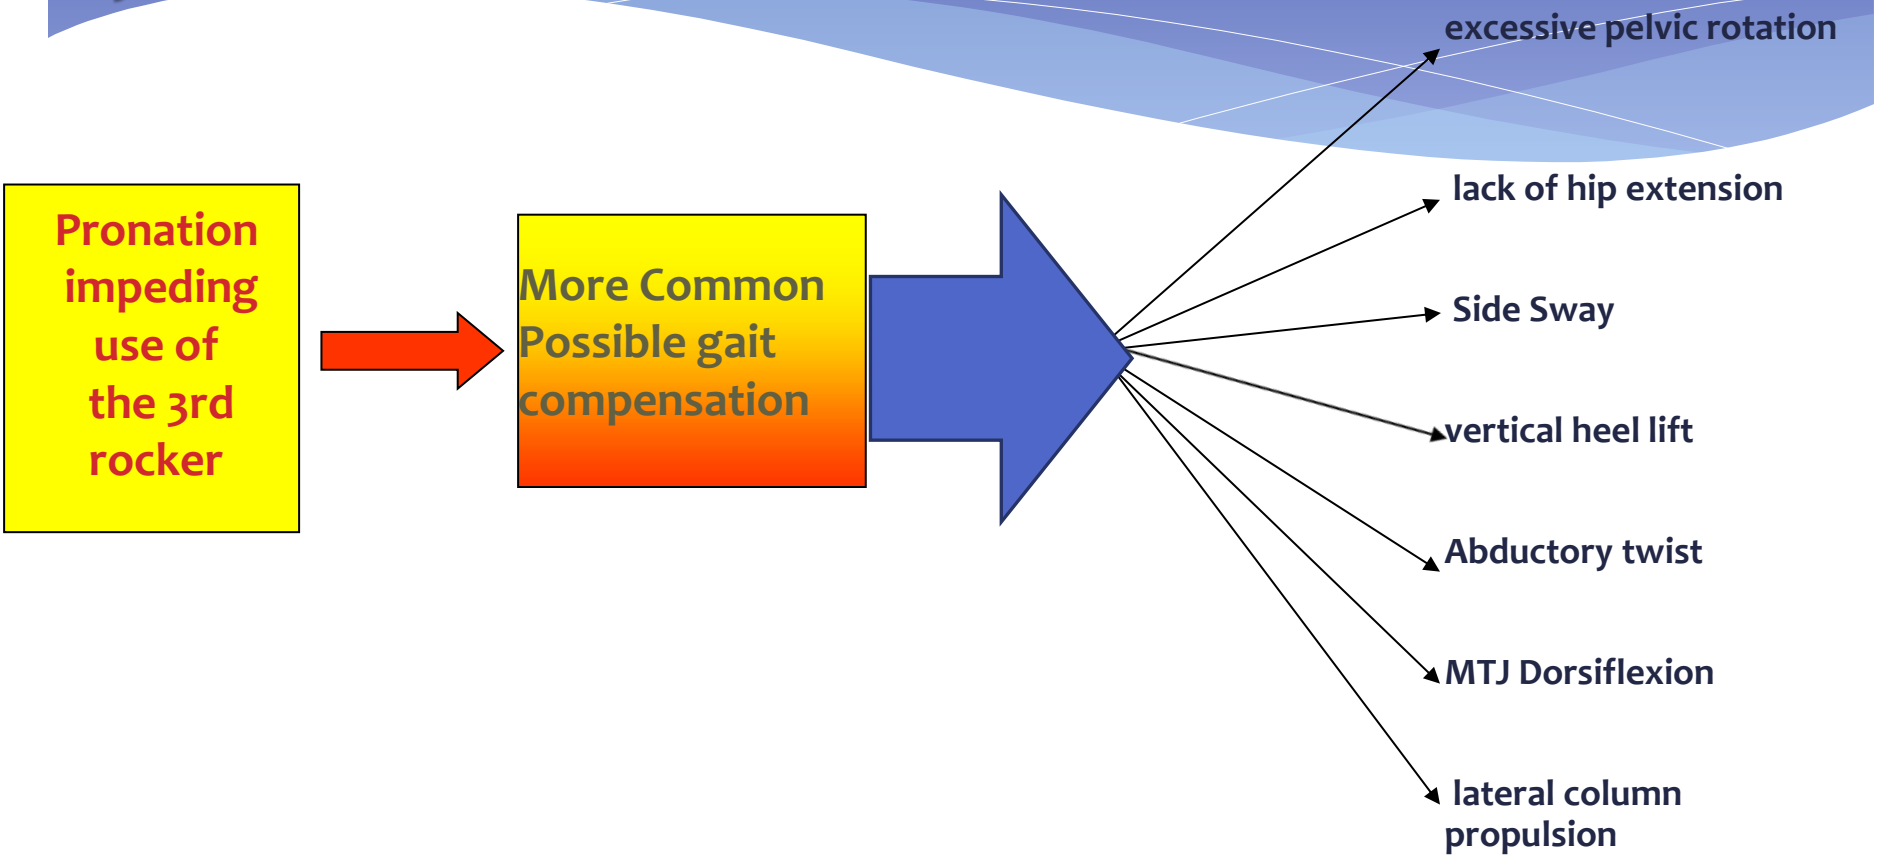 Pronation
impeding
use of
the 3rd
rocker
More Common
Possible gait
compensation
excessive pelvic rotation
lack of hip extension
Side Sway
vertical heel lift
Abductory twist
MTJ Dorsiflexion
lateral column
propulsion